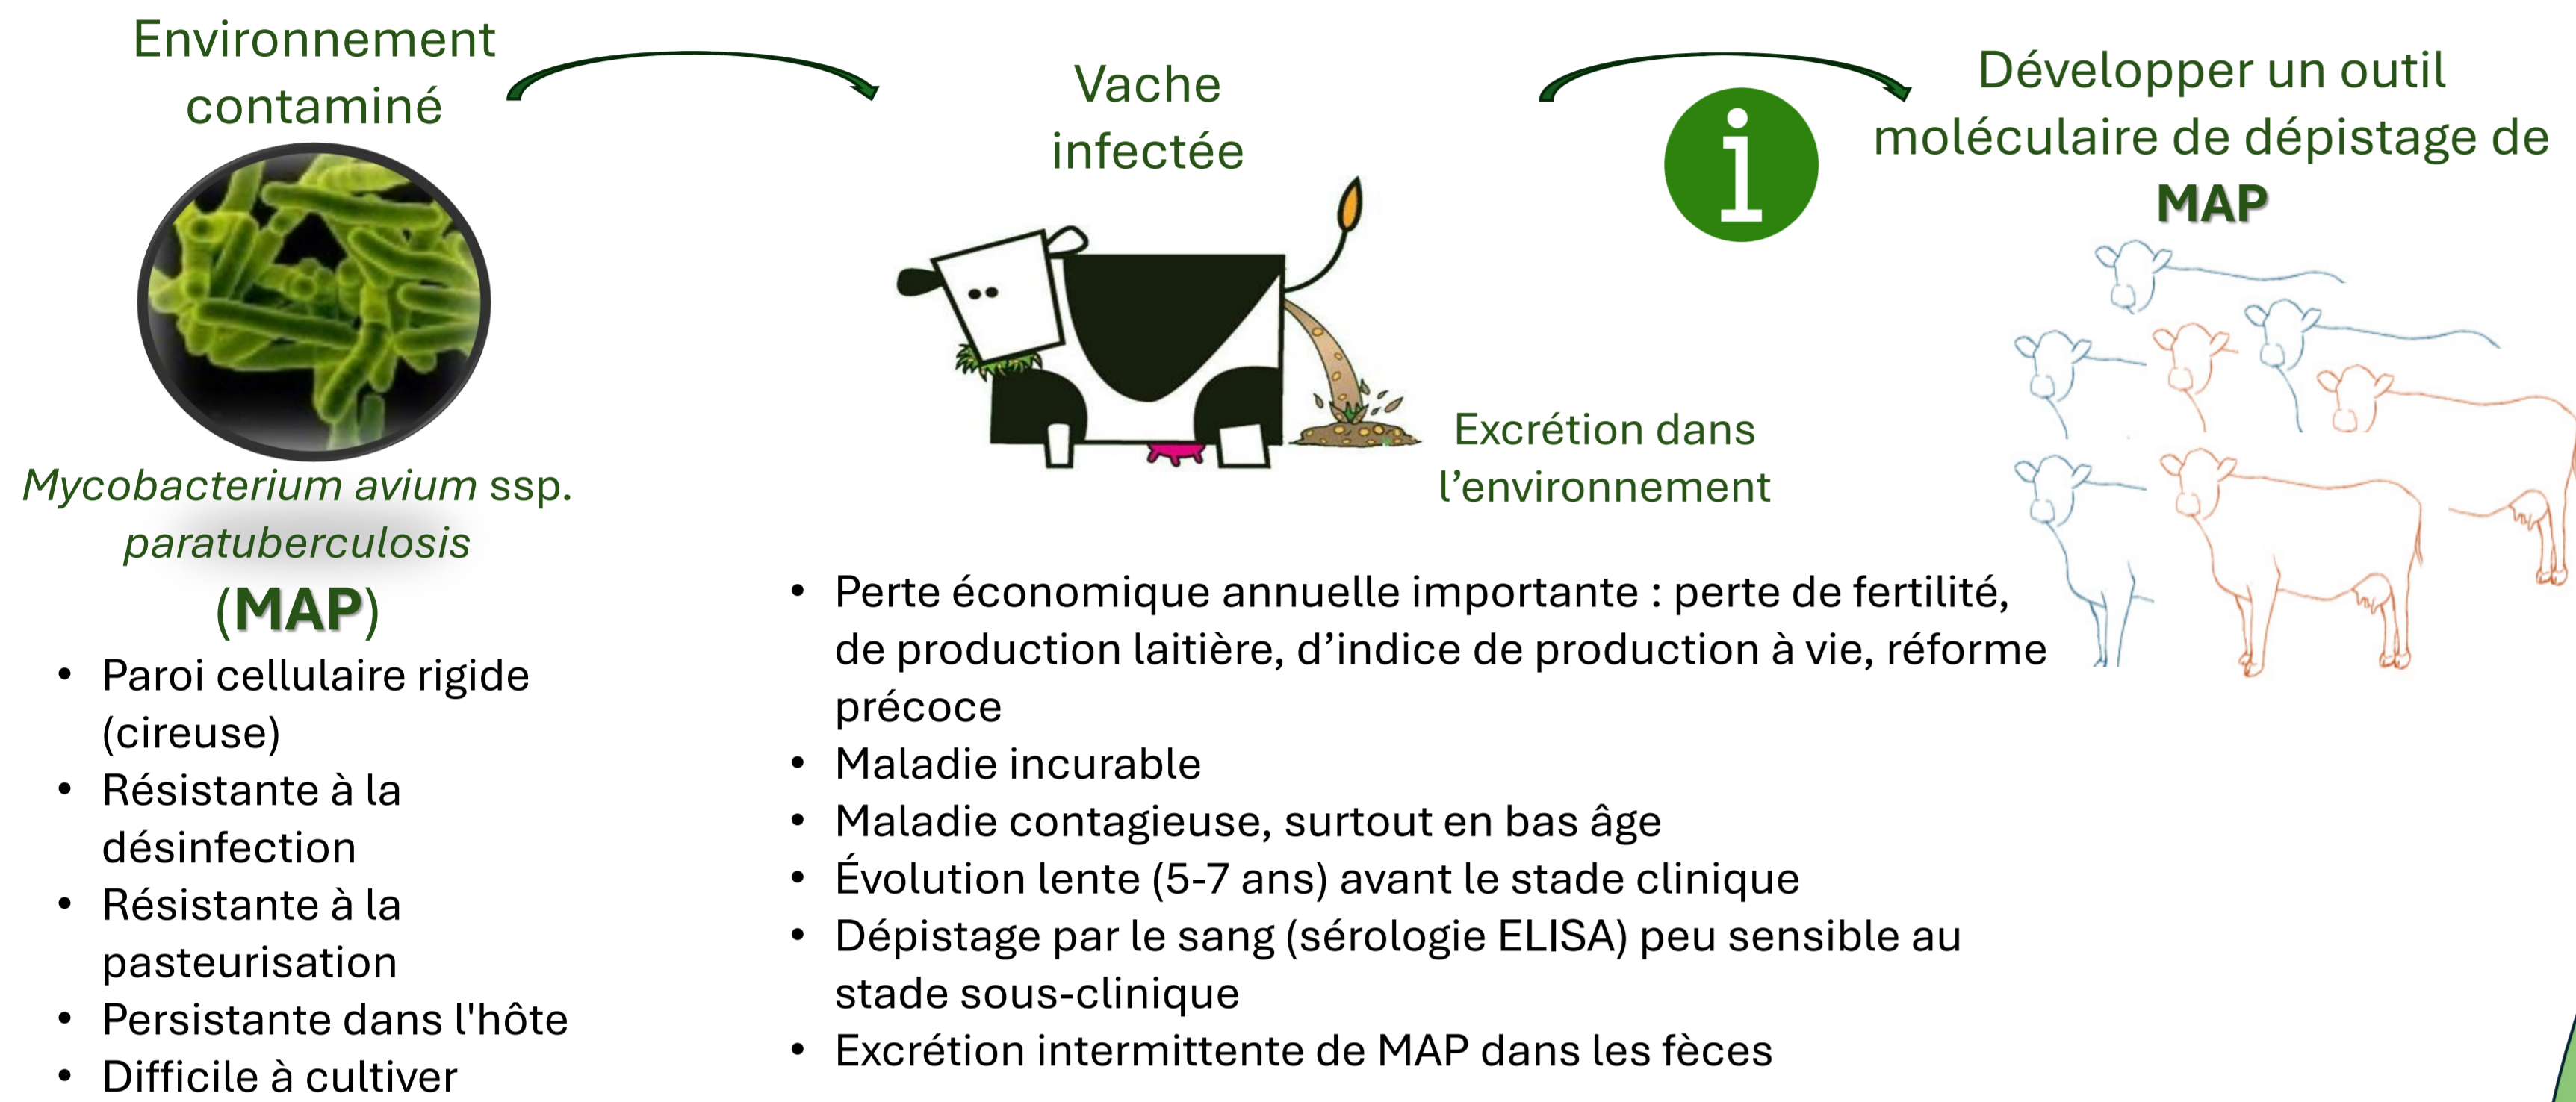 Environnement
contaminé
Mycobacterium avium ssp.
paratuberculosis
(MAP)
• Paroi cellulaire rigide
(cireuse)
• Résistante à la
désinfection
• Résistante à la
pasteurisation
• Persistante dans l'hôte
• Difficile à cultiver
Vache
infectée
Excrétion dans
l’environnement
• Perte économique annuelle importante : perte de fertilité,
de production laitière, d’indice de production à vie, réforme
précoce
• Maladie incurable
• Maladie contagieuse, surtout en bas âge
• Évolution lente (5-7 ans) avant le stade clinique
• Dépistage par le sang (sérologie ELISA) peu sensible au
stade sous-clinique
• Excrétion intermittente de MAP dans les fèces
i
Développer un outil
moléculaire de dépistage de
MAP